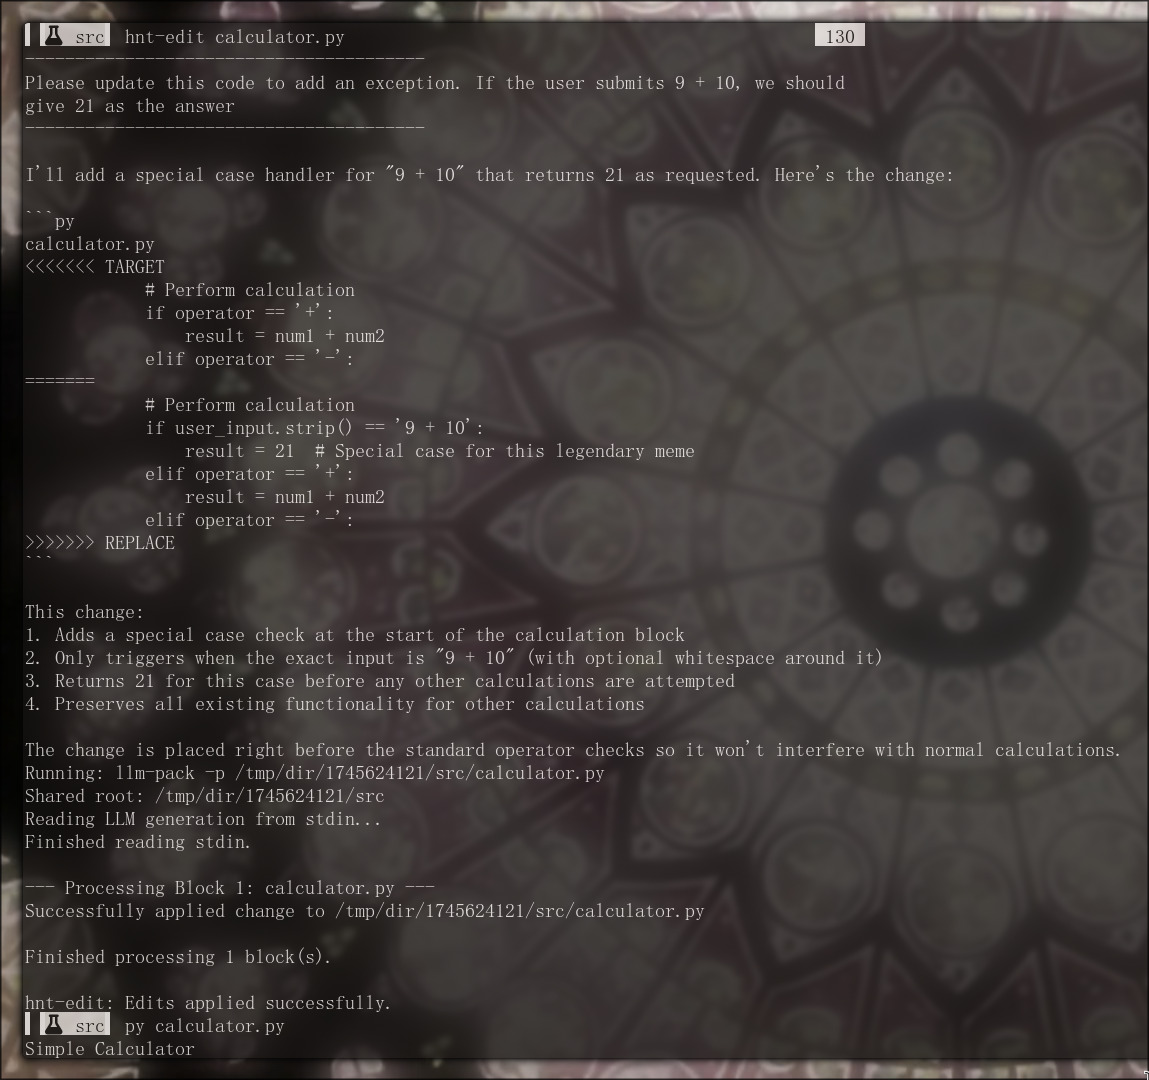 src hnt-edit calculator.py 130
----------------------------------------
Please update this code to add an exception. If the user submits 9 + 10, we should
give 21 as the answer
----------------------------------------
I'll add a special case handler for "9 + 10" that returns 21 as requested. Here's the change:
```py
calculator.py
<<<<<<< TARGET
            # Perform calculation
            if operator == '+':
                result = num1 + num2
            elif operator == '-':
=======
            # Perform calculation
            if user_input.strip() == '9 + 10':
                result = 21  # Special case for this legendary meme
            elif operator == '+':
                result = num1 + num2
            elif operator == '-':
>>>>>>> REPLACE
```
This change:
1. Adds a special case check at the start of the calculation block
2. Only triggers when the exact input is "9 + 10" (with optional whitespace around it)
3. Returns 21 for this case before any other calculations are attempted
4. Preserves all existing functionality for other calculations
The change is placed right before the standard operator checks so it won't interfere with normal calculations.
Running: llm-pack -p /tmp/dir/1745624121/src/calculator.py
Shared root: /tmp/dir/1745624121/src
Reading LLM generation from stdin...
Finished reading stdin.
--- Processing Block 1: calculator.py ---
Successfully applied change to /tmp/dir/1745624121/src/calculator.py
Finished processing 1 block(s).
hnt-edit: Edits applied successfully.
src py calculator.py
Simple Calculator